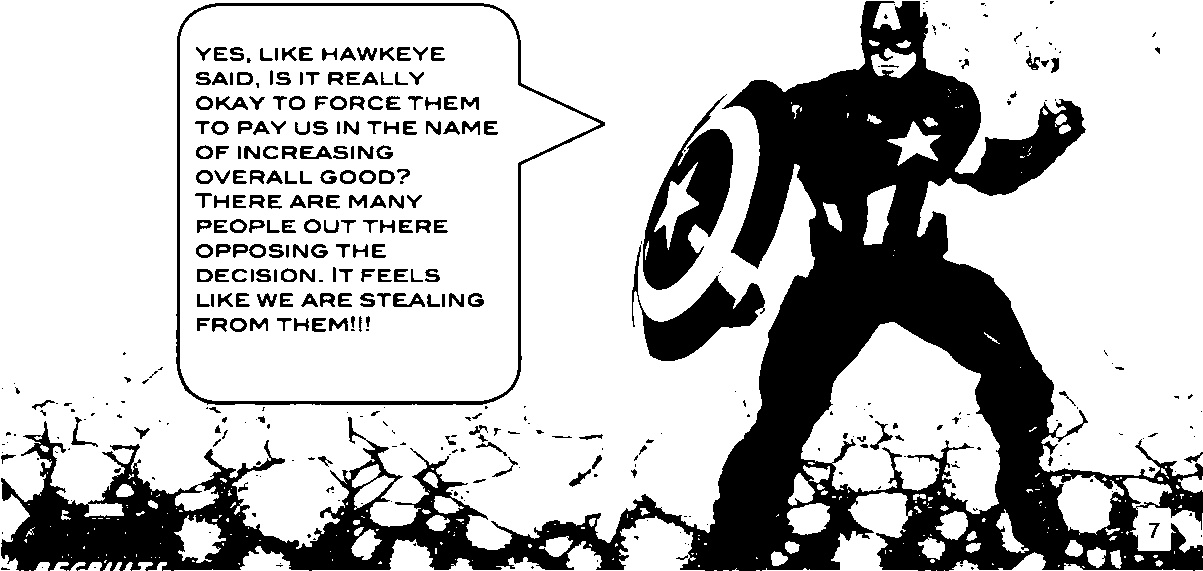 YES, LIKE HAWKEYE
SAID, IS IT REALLY
OKAY TO FORCE THEM
TO PAY US IN THE NAME
OF INCREASING
OVERALL GOOD?
THERE ARE MANY
PEOPLE OUT THERE
OPPOSING THE
DECISION. IT FEELS
LIKE WE ARE STEALING
FROM THEM!!!
A
7
RECRUITS